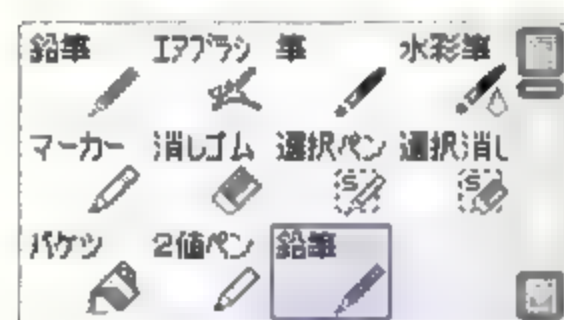 鉛筆 エアブラシ 筆 水彩筆
マーカー 消しゴム 選択ペン 選択消し
バケツ 2値ペン 鉛筆